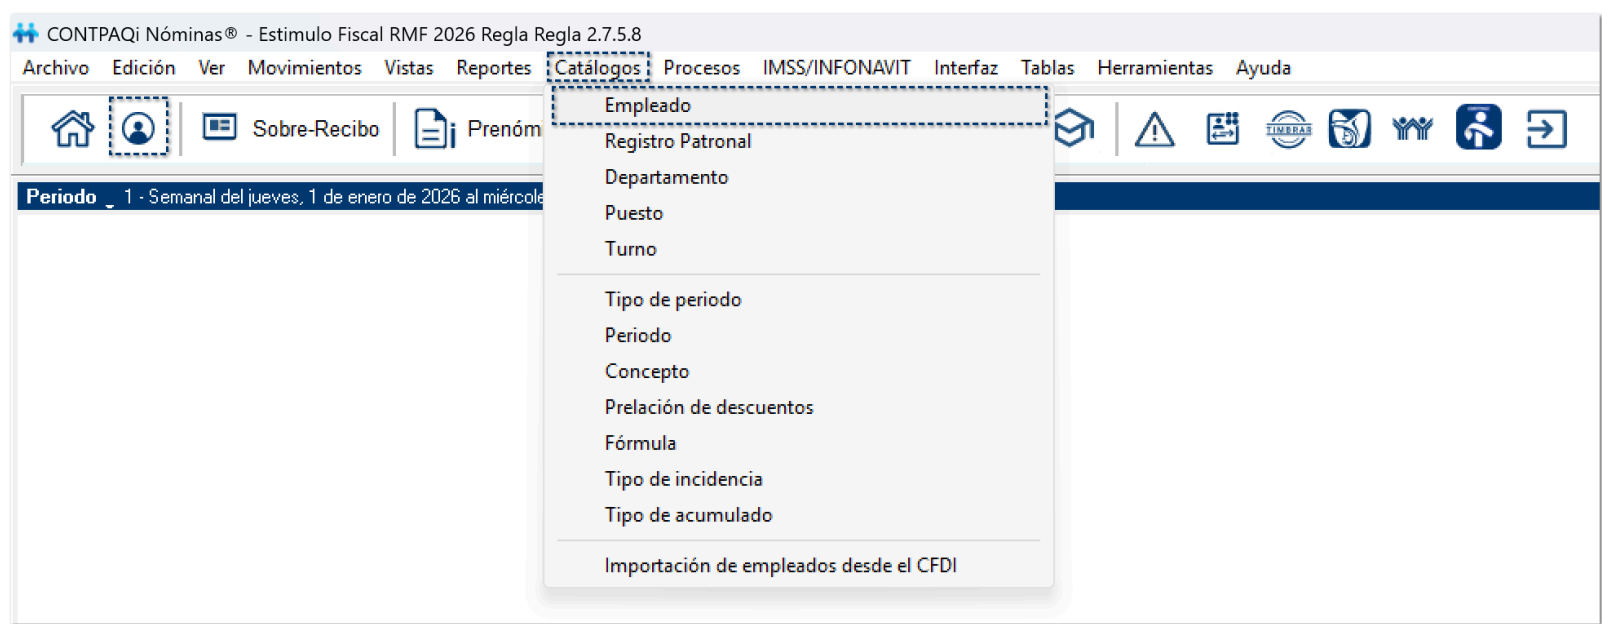 CONTPAQi Nóminas® - Estimulo Fiscal RMF 2026 Regla Regla 2.7.5.8
Archivo Edición Ver Movimientos Vistas Reportes Catálogos Procesos IMSS/INFONAVIT Interfaz Tablas Herramientas Ayuda
Sobre-Recibo Prenóm TIMBRAR
Periodo 1 - Semanal del jueves, 1 de enero de 2026 al miércole
Empleado
Registro Patronal
Departamento
Puesto
Turno
Tipo de periodo
Periodo
Concepto
Prelación de descuentos
Fórmula
Tipo de incidencia
Tipo de acumulado
Importación de empleados desde el CFDI